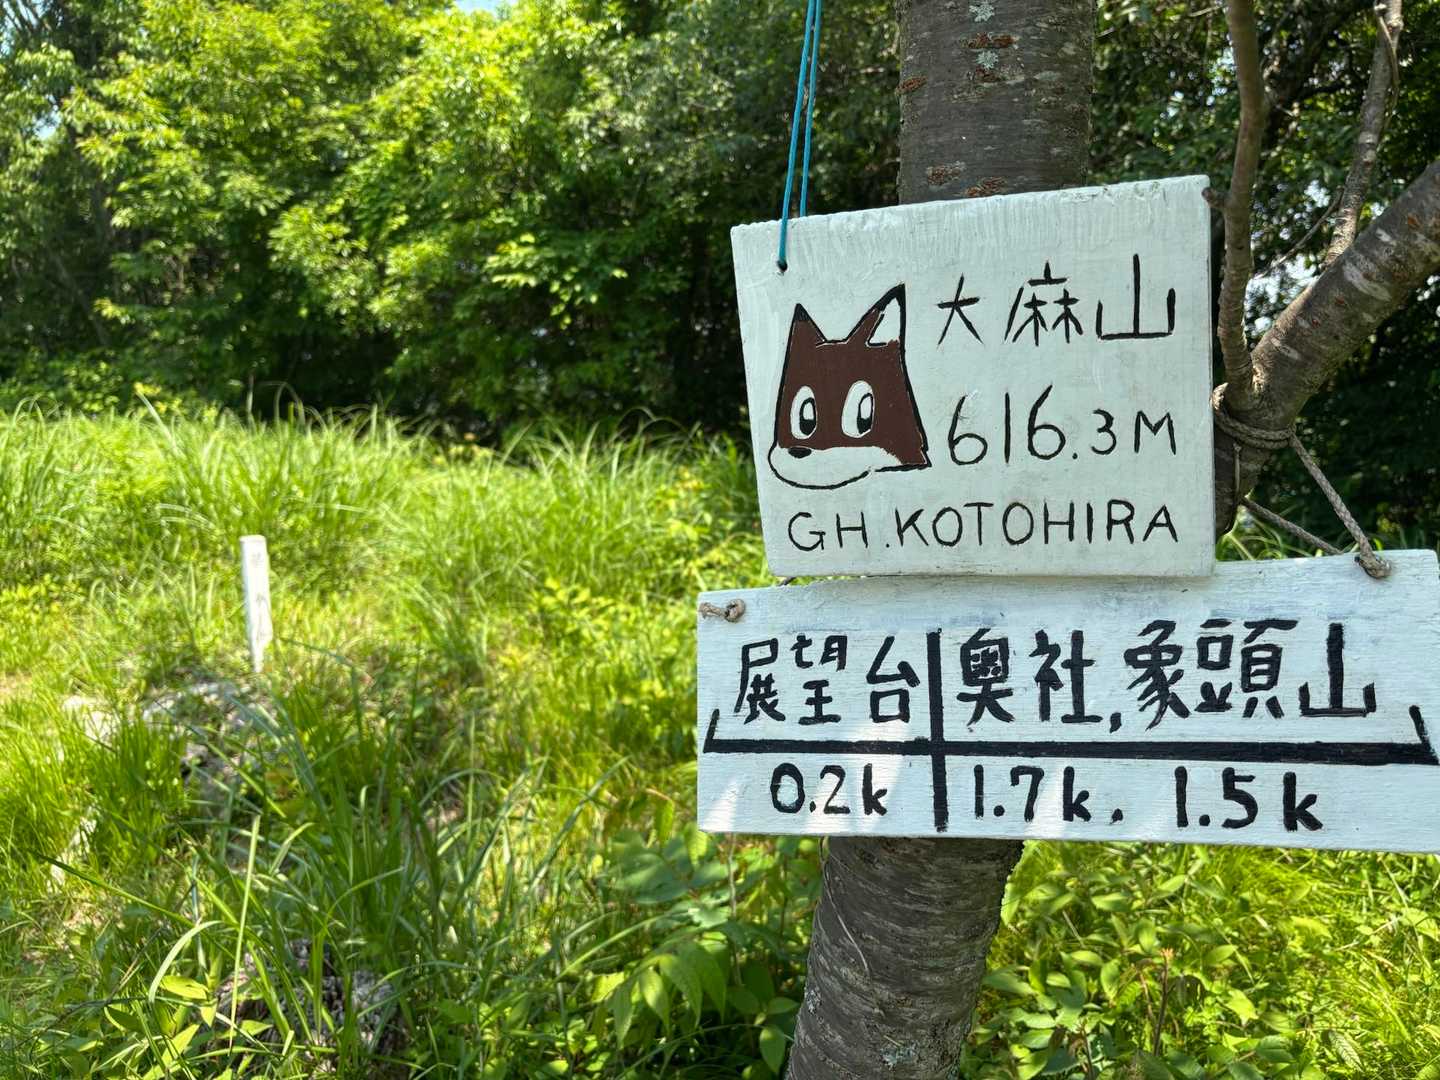 大麻山
616.3M
GH.KOTOHIRA
展望台 奥社,象頭山
0.2k 1.7k, 1.5k